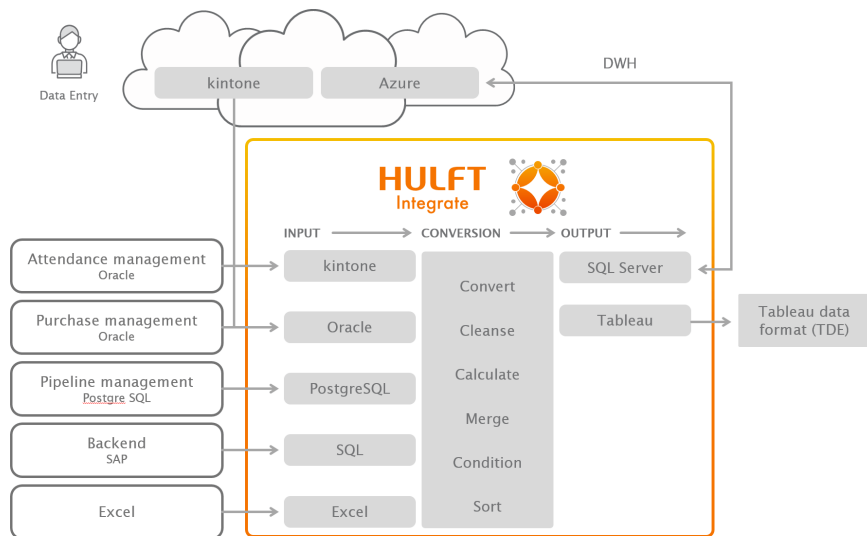 kintone
Azure
DWH
Data Entry
HULFT
Integrate
INPUT
CONVERSION
OUTPUT
Attendance management
Oracle
kintone
SQL Server
Convert
Purchase management
Oracle
Oracle
Cleanse
Tableau
Tableau data
format (TDE)
Pipeline management
Postgre SQL
PostgreSQL
Calculate
Merge
Backend
SAP
SQL
Condition
Excel
Excel
Sort